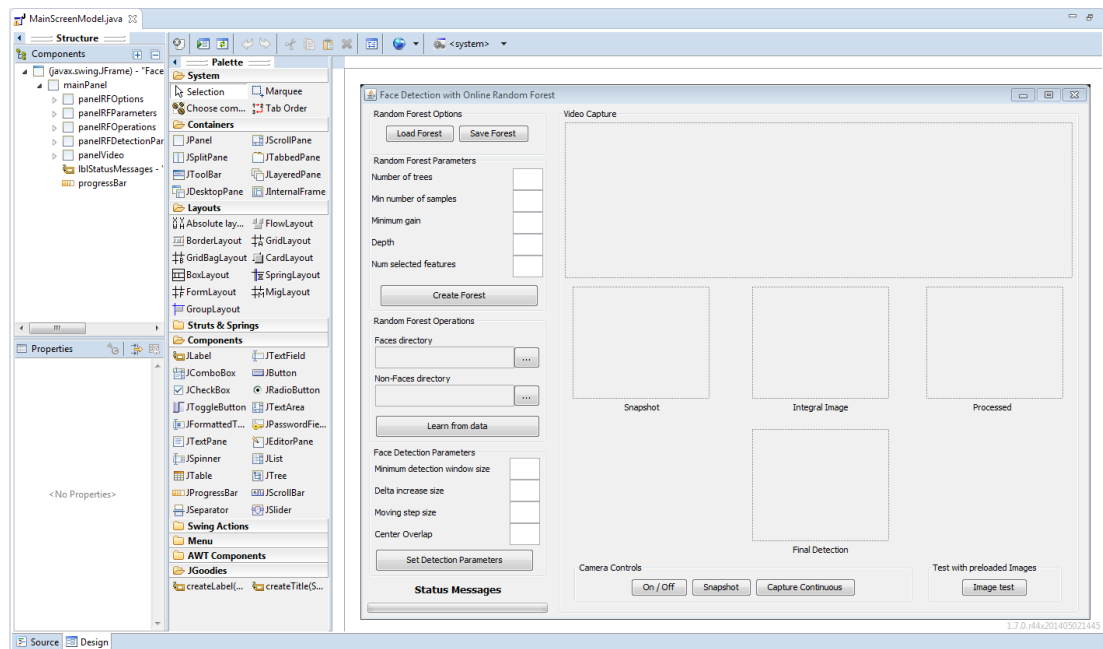 MainScreenModel.java
Structure
Components
(javax.swing.JFrame) - "Face
mainPanel
panelRFOptions
panelRFParameters
panelRFOperations
panelRFDetectionPar
panelVideo
lblStatusMessages - "
progressBar
Properties
<No Properties>
<system>
Palette
System
Selection
Marquee
Choose com...
Tab Order
Containers
JPanel
JScrollPane
JSplitPane
JTabbedPane
JToolBar
JLayeredPane
JDesktopPane
JInternalFrame
Layouts
Absolute lay...
FlowLayout
BorderLayout
GridLayout
GridBagLayout
CardLayout
BoxLayout
SpringLayout
FormLayout
MigLayout
GroupLayout
Struts & Springs
Components
JLabel
JTextField
JComboBox
JButton
JCheckBox
JRadioButton
JToggleButton
JTextArea
JFormattedT...
JPasswordFie...
JTextPane
JEditorPane
JSpinner
JList
JTable
JTree
JProgressBar
JScrollBar
JSeparator
JSlider
Swing Actions
Menu
AWT Components
JGoodies
createLabel(...
createTitle(S...
Face Detection with Online Random Forest
Random Forest Options
Load Forest
Save Forest
Random Forest Parameters
Number of trees
Min number of samples
Minimum gain
Depth
Num selected features
Create Forest
Random Forest Operations
Faces directory
...
Non-Faces directory
...
Learn from data
Face Detection Parameters
Minimum detection window size
Delta increase size
Moving step size
Center Overlap
Set Detection Parameters
Status Messages
Video Capture
Snapshot
Integral Image
Processed
Final Detection
Camera Controls
On / Off
Snapshot
Capture Continuous
Test with preloaded Images
Image test
1.7.0.r44x201405021445
Source
Design